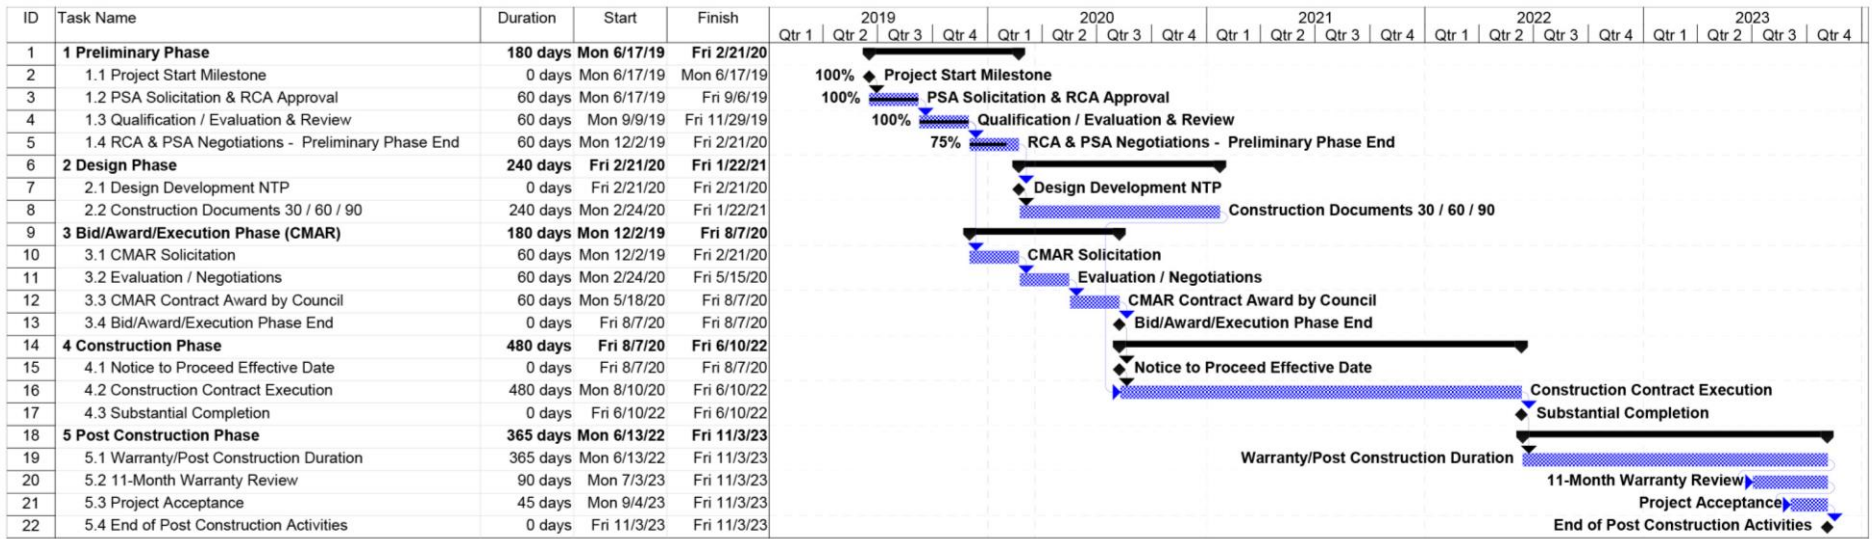 ID Task Name Duration Start Finish 2019 2020 2021 2022 2023
Qtr 1 Qtr 2 Qtr 3 Qtr 4 Qtr 1 Qtr 2 Qtr 3 Qtr 4 Qtr 1 Qtr 2 Qtr 3 Qtr 4 Qtr 1 Qtr 2 Qtr 3 Qtr 4 Qtr 1 Qtr 2 Qtr 3 Qtr 4
1 1 Preliminary Phase 180 days Mon 6/17/19 Fri 2/21/20
2 1.1 Project Start Milestone 0 days Mon 6/17/19 Mon 6/17/19 100% Project Start Milestone
3 1.2 PSA Solicitation & RCA Approval 60 days Mon 6/17/19 Fri 9/6/19 100% PSA Solicitation & RCA Approval
4 1.3 Qualification / Evaluation & Review 60 days Mon 9/9/19 Fri 11/29/19 100% Qualification / Evaluation & Review
5 1.4 RCA & PSA Negotiations - Preliminary Phase End 60 days Mon 12/2/19 Fri 2/21/20 75% RCA & PSA Negotiations - Preliminary Phase End
6 2 Design Phase 240 days Fri 2/21/20 Fri 1/22/21
7 2.1 Design Development NTP 0 days Fri 2/21/20 Fri 2/21/20 Design Development NTP
8 2.2 Construction Documents 30 / 60 / 90 240 days Mon 2/24/20 Fri 1/22/21 Construction Documents 30 / 60 / 90
9 3 Bid/Award/Execution Phase (CMAR) 180 days Mon 12/2/19 Fri 8/7/20
10 3.1 CMAR Solicitation 60 days Mon 12/2/19 Fri 2/21/20 CMAR Solicitation
11 3.2 Evaluation / Negotiations 60 days Mon 2/24/20 Fri 5/15/20 Evaluation / Negotiations
12 3.3 CMAR Contract Award by Council 60 days Mon 5/18/20 Fri 8/7/20 CMAR Contract Award by Council
13 3.4 Bid/Award/Execution Phase End 0 days Fri 8/7/20 Fri 8/7/20 Bid/Award/Execution Phase End
14 4 Construction Phase 480 days Fri 8/7/20 Fri 6/10/22
15 4.1 Notice to Proceed Effective Date 0 days Fri 8/7/20 Fri 8/7/20 Notice to Proceed Effective Date
16 4.2 Construction Contract Execution 480 days Mon 8/10/20 Fri 6/10/22 Construction Contract Execution
17 4.3 Substantial Completion 0 days Fri 6/10/22 Fri 6/10/22 Substantial Completion
18 5 Post Construction Phase 365 days Mon 6/13/22 Fri 11/3/23
19 5.1 Warranty/Post Construction Duration 365 days Mon 6/13/22 Fri 11/3/23 Warranty/Post Construction Duration
20 5.2 11-Month Warranty Review 90 days Mon 7/3/23 Fri 11/3/23 11-Month Warranty Review
21 5.3 Project Acceptance 45 days Mon 9/4/23 Fri 11/3/23 Project Acceptance
22 5.4 End of Post Construction Activities 0 days Fri 11/3/23 Fri 11/3/23 End of Post Construction Activities